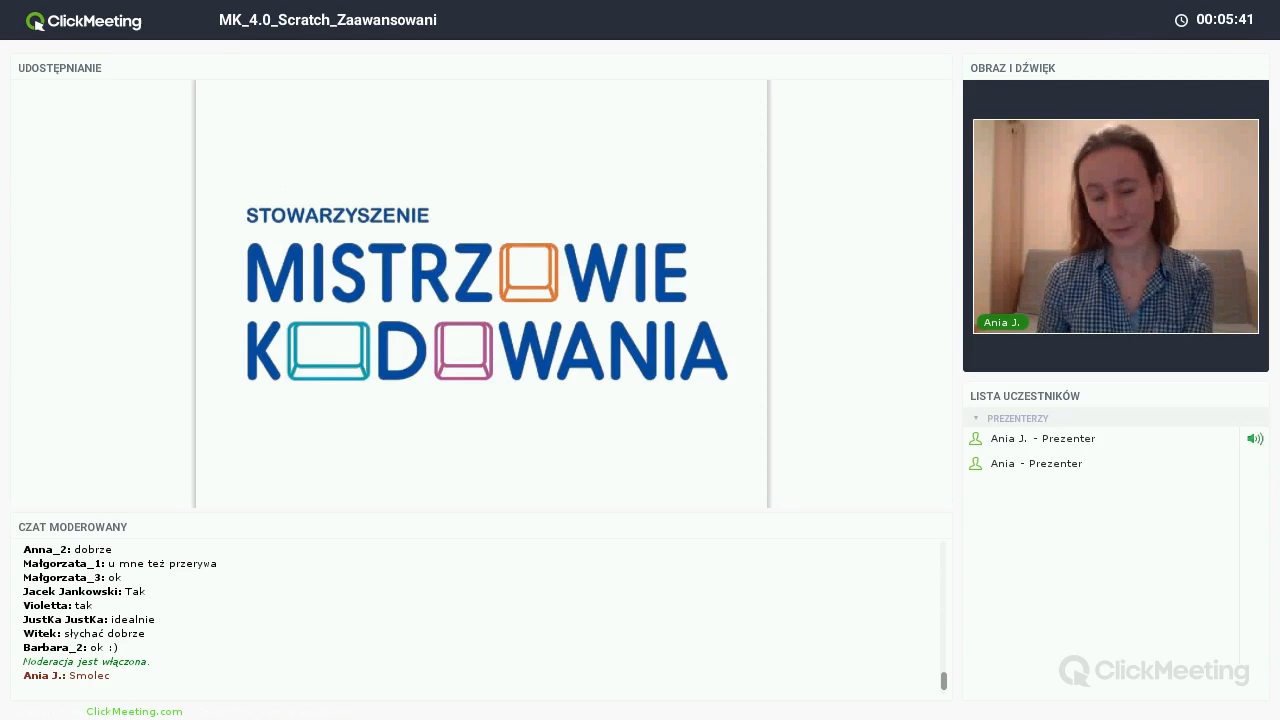 ClickMeeting
MK_4.0_Scratch_Zaawansowani
00:05:41
UDOSTĘPNIANIE
STOWARZYSZENIE
MISTRZOWIE
KODOWANIA
OBRAZ I DŹWIĘK
Ania J.
LISTA UCZESTNIKÓW
PREZENTERZY
Ania J. - Prezenter
Ania - Prezenter
ClickMeeting
CZAT MODEROWANY
Anna_2: dobrze
Małgorzata_1: u mne też przerywa
Małgorzata_3: ok
Jacek Jankowski: Tak
Violetta: tak
JustKa JustKa: idealnie
Witek: słychać dobrze
Barbara_2: ok :)
Moderacja jest włączona.
Ania J.: Smolec
ClickMeeting.com